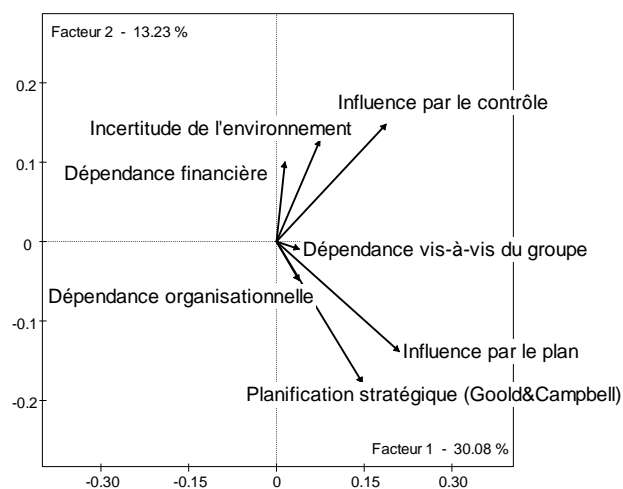 Facteur 2 - 13.23 %
0.2
Influence par le contrôle
Incertitude de l'environnement
0.1
Dépendance financière
0
Dépendance vis-à-vis du groupe
Dépendance organisationnelle
-0.1
Influence par le plan
Planification stratégique (Goold&Campbell)
-0.2
Facteur 1 - 30.08 %
-0.30 -0.15 0 0.15 0.30